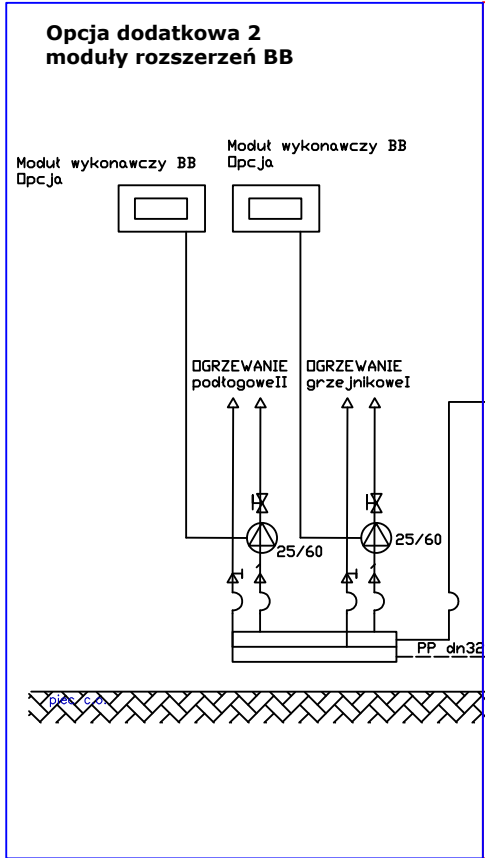 Opcja dodatkowa 2
moduły rozszerzeń BB
Moduł wykonawczy BB
Opcja
Moduł wykonawczy BB
Opcja
OGRZEWANIE
podłogoweII
OGRZEWANIE
grzejnikoweI
25/60
25/60
PP dn32
piec c.o.